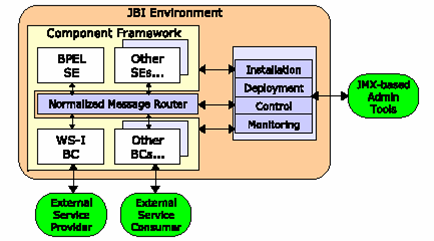 JBI Environment
Component Framework
BPEL
SE
Other
SEs...
Normalized Message Router
WS-I
BC
Other
BCs...
Installation
Deployment
Control
Monitoring
JMX-based
Admin
Tools
External
Service
Provider
External
Service
Consumer